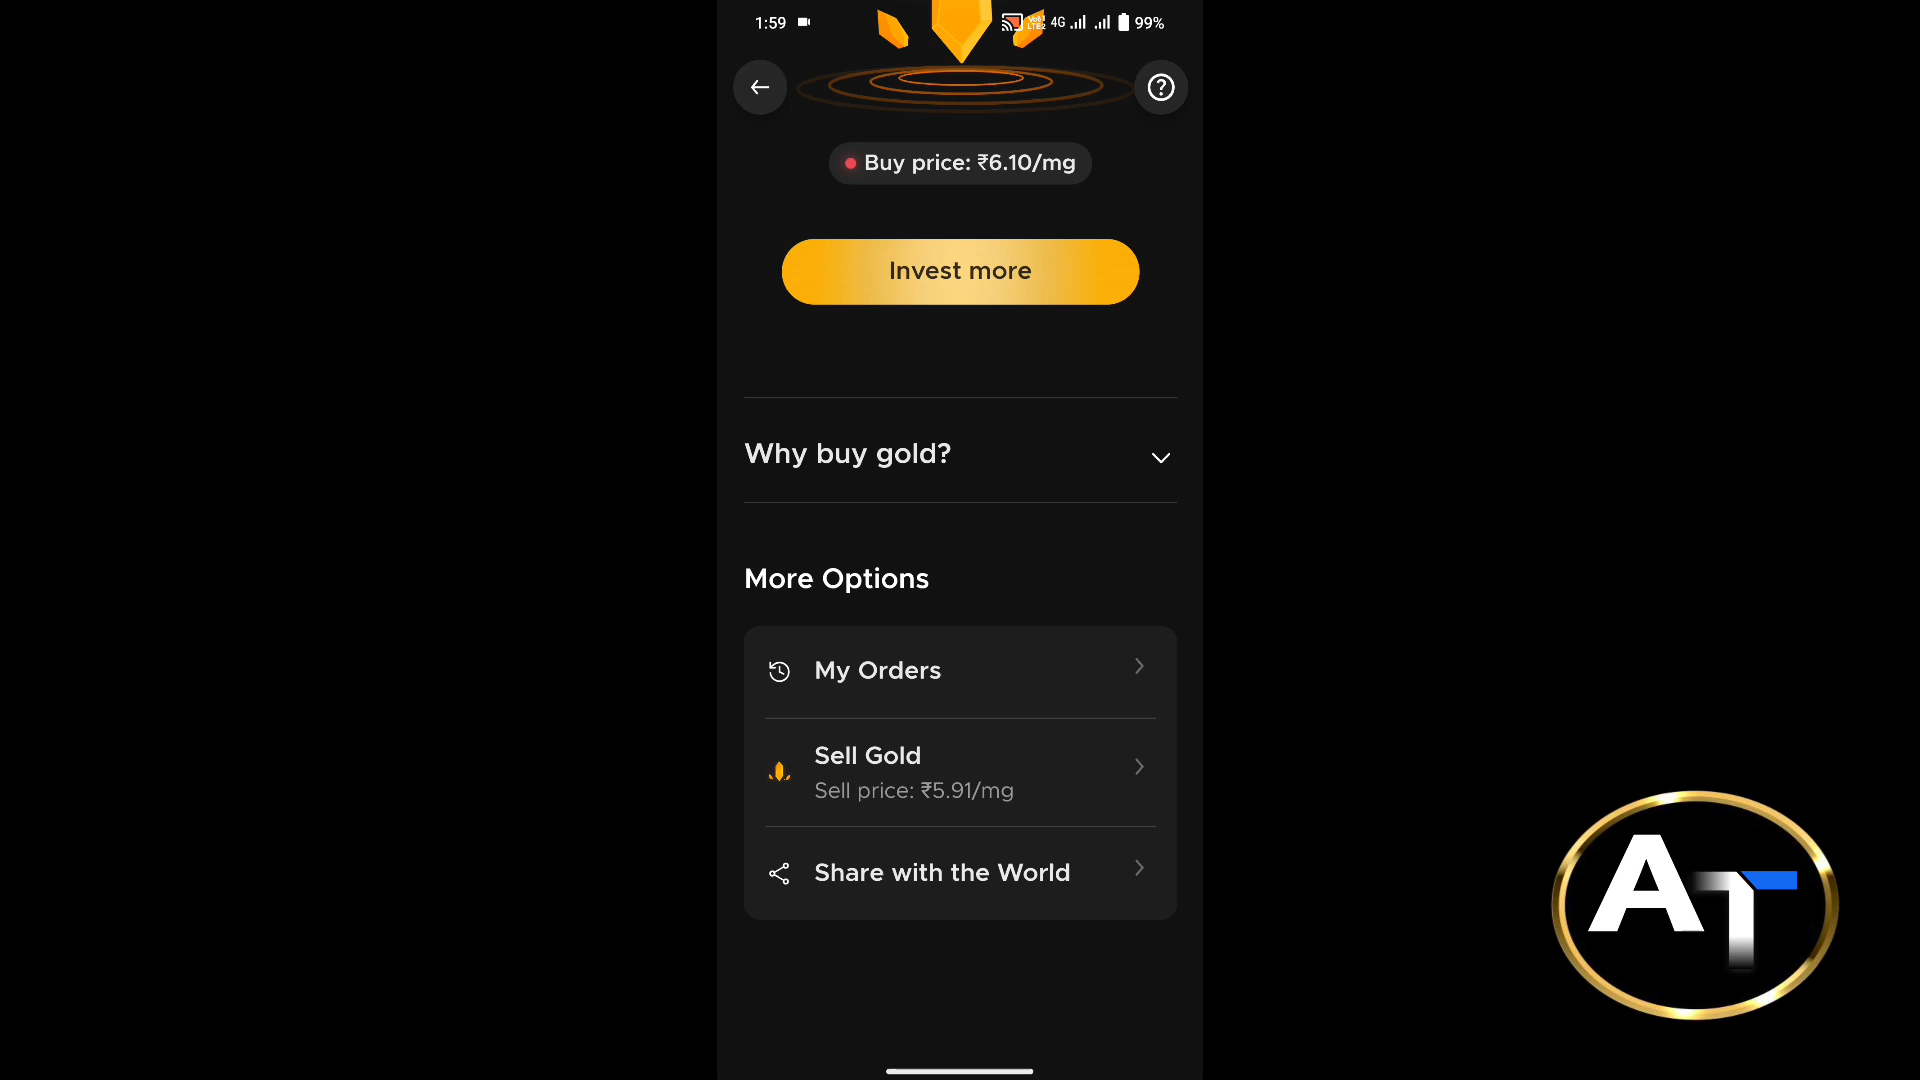 1:59
4G
99%
Buy price: ₹6.10/mg
Invest more
Why buy gold?
More Options
My Orders
Sell Gold
Sell price: ₹5.91/mg
Share with the World
AT